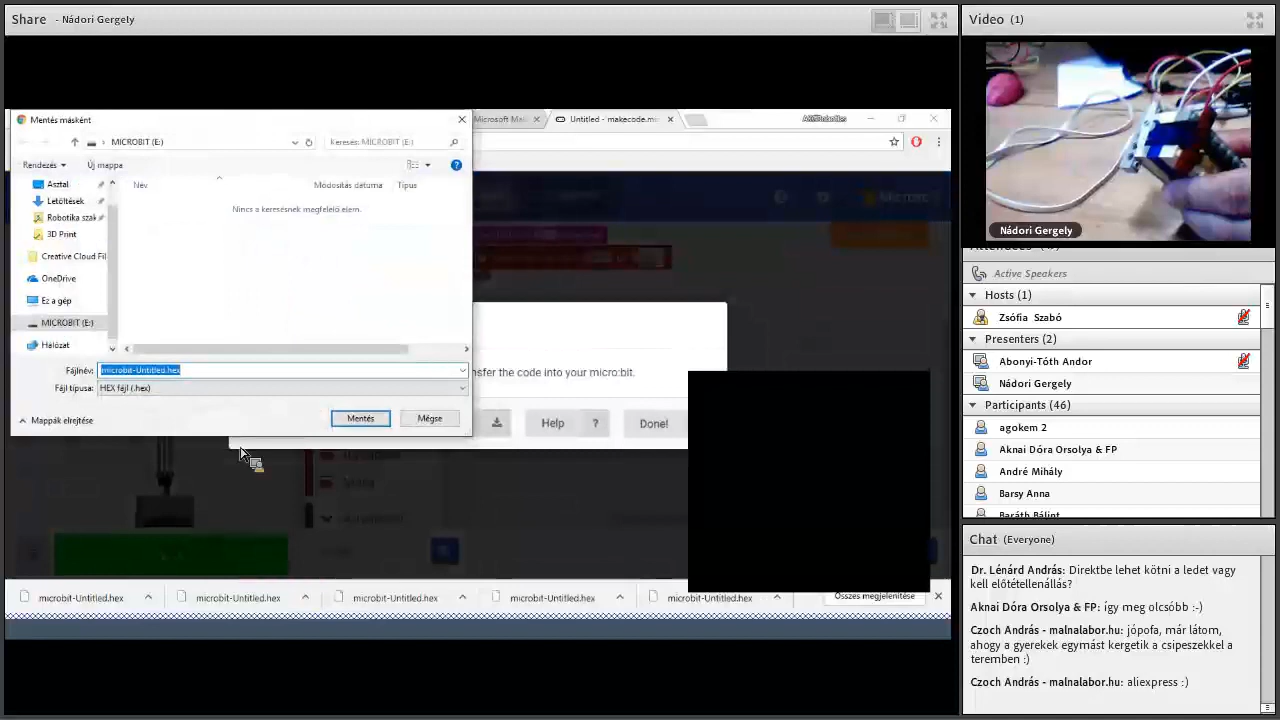 Share - Nádori Gergely
Mentés másként
MICROBIT (E:)
Keresés: MICROBIT (E:)
Rendezés
Új mappa
Név
Módosítás dátuma
Típus
Nincs a keresésnek megfelelő elem.
Asztal
Letöltések
Robotika szak
3D Print
Creative Cloud Fil
OneDrive
Ez a gép
MICROBIT (E:)
Hálózat
Fájlnév:
microbit-Untitled.hex
Fájl típusa:
HEX fájl (.hex)
Mappák elrejtése
Mentés
Mégse
Microsoft Ma
Untitled - makecode.mi
nsfer the code into your micro:bit.
Help ?
Done!
microbit-Untitled.hex
microbit-Untitled.hex
microbit-Untitled.hex
microbit-Untitled.hex
microbit-Untitled.hex
Összes megjelenítése
Video (1)
Nádori Gergely
Active Speakers
Hosts (1)
Zsófia Szabó
Presenters (2)
Abonyi-Tóth Andor
Nádori Gergely
Participants (46)
agokem 2
Aknai Dóra Orsolya & FP
André Mihály
Barsy Anna
Baráth Bálint
Chat (Everyone)
Dr. Lénárd András: Direktbe lehet kötni a ledet vagy
kell előtétellenállás?
Aknai Dóra Orsolya & FP: így meg olcsóbb :-)
Czoch András - malnalabor.hu: jópofa, már látom,
ahogy a gyerekek egymást kergetik a csipeszekkel a
teremben :)
Czoch András - malnalabor.hu: aliexpress :)